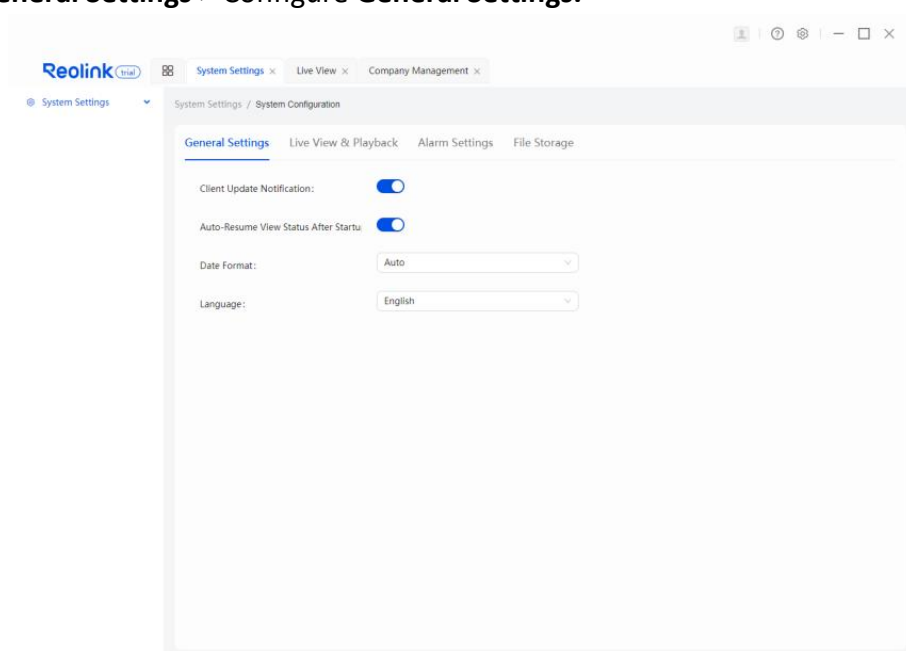 eneral Settings > Configure General Settings.
Reolink trial System Settings × Live View × Company Management ×
System Settings
System Settings / System Configuration
General Settings Live View & Playback Alarm Settings File Storage
Client Update Notification:
Auto-Resume View Status After Startu
Date Format: Auto
Language: English